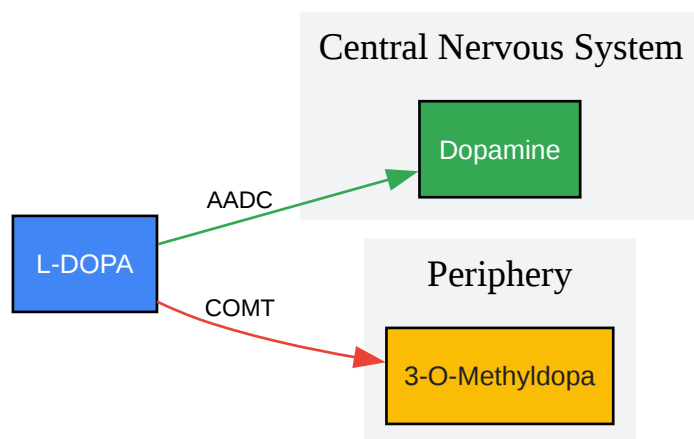 Central Nervous System
Dopamine
AADC
L-DOPA
COMT
Periphery
3-O-Methyldopa